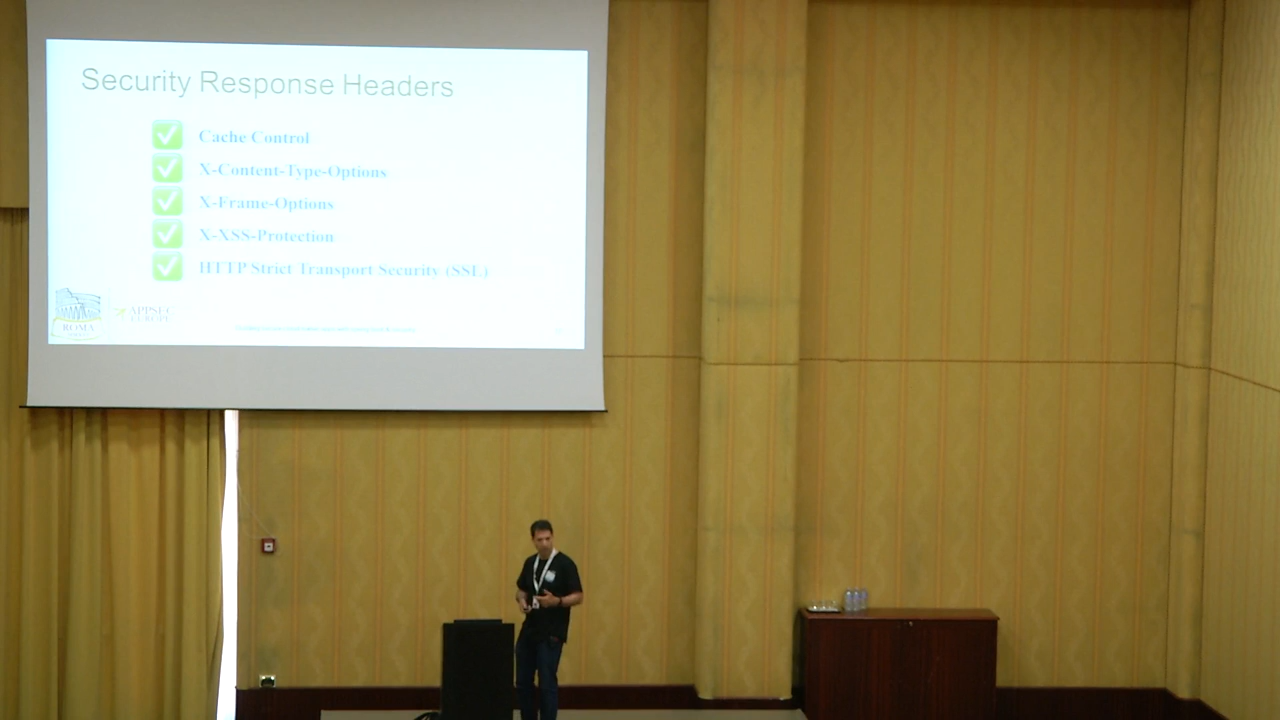 Security Response Headers
Cache Control
X-Content-Type-Options
X-Frame-Options
X-XSS-Protection
HTTP Strict Transport Security (SSL)
ROMA
APPSEC
EUROPE